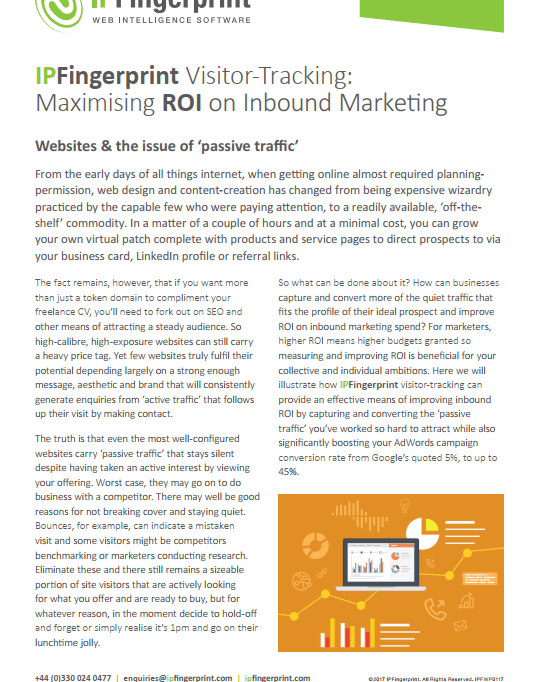 IPFingerprint
WEB INTELLIGENCE SOFTWARE
IPFingerprint Visitor-Tracking:
Maximising ROI on Inbound Marketing
Websites & the issue of ‘passive traffic’
From the early days of all things internet, when getting online almost required planning-
permission, web design and content-creation has changed from being expensive wizardry
practiced by the capable few who were paying attention, to a readily available, ‘off-the-
shelf’ commodity. In a matter of a couple of hours and at a minimal cost, you can grow
your own virtual patch complete with products and service pages to direct prospects to via
your business card, LinkedIn profile or referral links.
The fact remains, however, that if you want more
than just a token domain to compliment your
freelance CV, you’ll need to fork out on SEO and
other means of attracting a steady audience. So
high-calibre, high-exposure websites can still carry
a heavy price tag. Yet few websites truly fulfil their
potential depending largely on a strong enough
message, aesthetic and brand that will consistently
generate enquiries from ‘active traffic’ that follows
up their visit by making contact.
The truth is that even the most well-configured
websites carry ‘passive traffic’ that stays silent
despite having taken an active interest by viewing
your offering. Worst case, they may go on to do
business with a competitor. There may well be good
reasons for not breaking cover and staying quiet.
Bounces, for example, can indicate a mistaken
visit and some visitors might be competitors
benchmarking or marketers conducting research.
Eliminate these and there still remains a sizeable
portion of site visitors that are actively looking
for what you offer and are ready to buy, but for
whatever reason, in the moment decide to hold-off
and forget or simply realise it’s 1pm and go on their
lunchtime jolly.
So what can be done about it? How can businesses
capture and convert more of the quiet traffic that
fits the profile of their ideal prospect and improve
ROI on inbound marketing spend? For marketers,
higher ROI means higher budgets granted so
measuring and improving ROI is beneficial for your
collective and individual ambitions. Here we will
illustrate how IPFingerprint visitor-tracking can
provide an effective means of improving inbound
ROI by capturing and converting the ‘passive
traffic’ you’ve worked so hard to attract while also
significantly boosting your AdWords campaign
conversion rate from Google’s quoted 5%, to up to
45%.
+44 (0)330 024 0477 | enquiries@ipfingerprint.com | ipfingerprint.com
©2017 IPFingerprint. All Rights Reserved. IPFWP0117